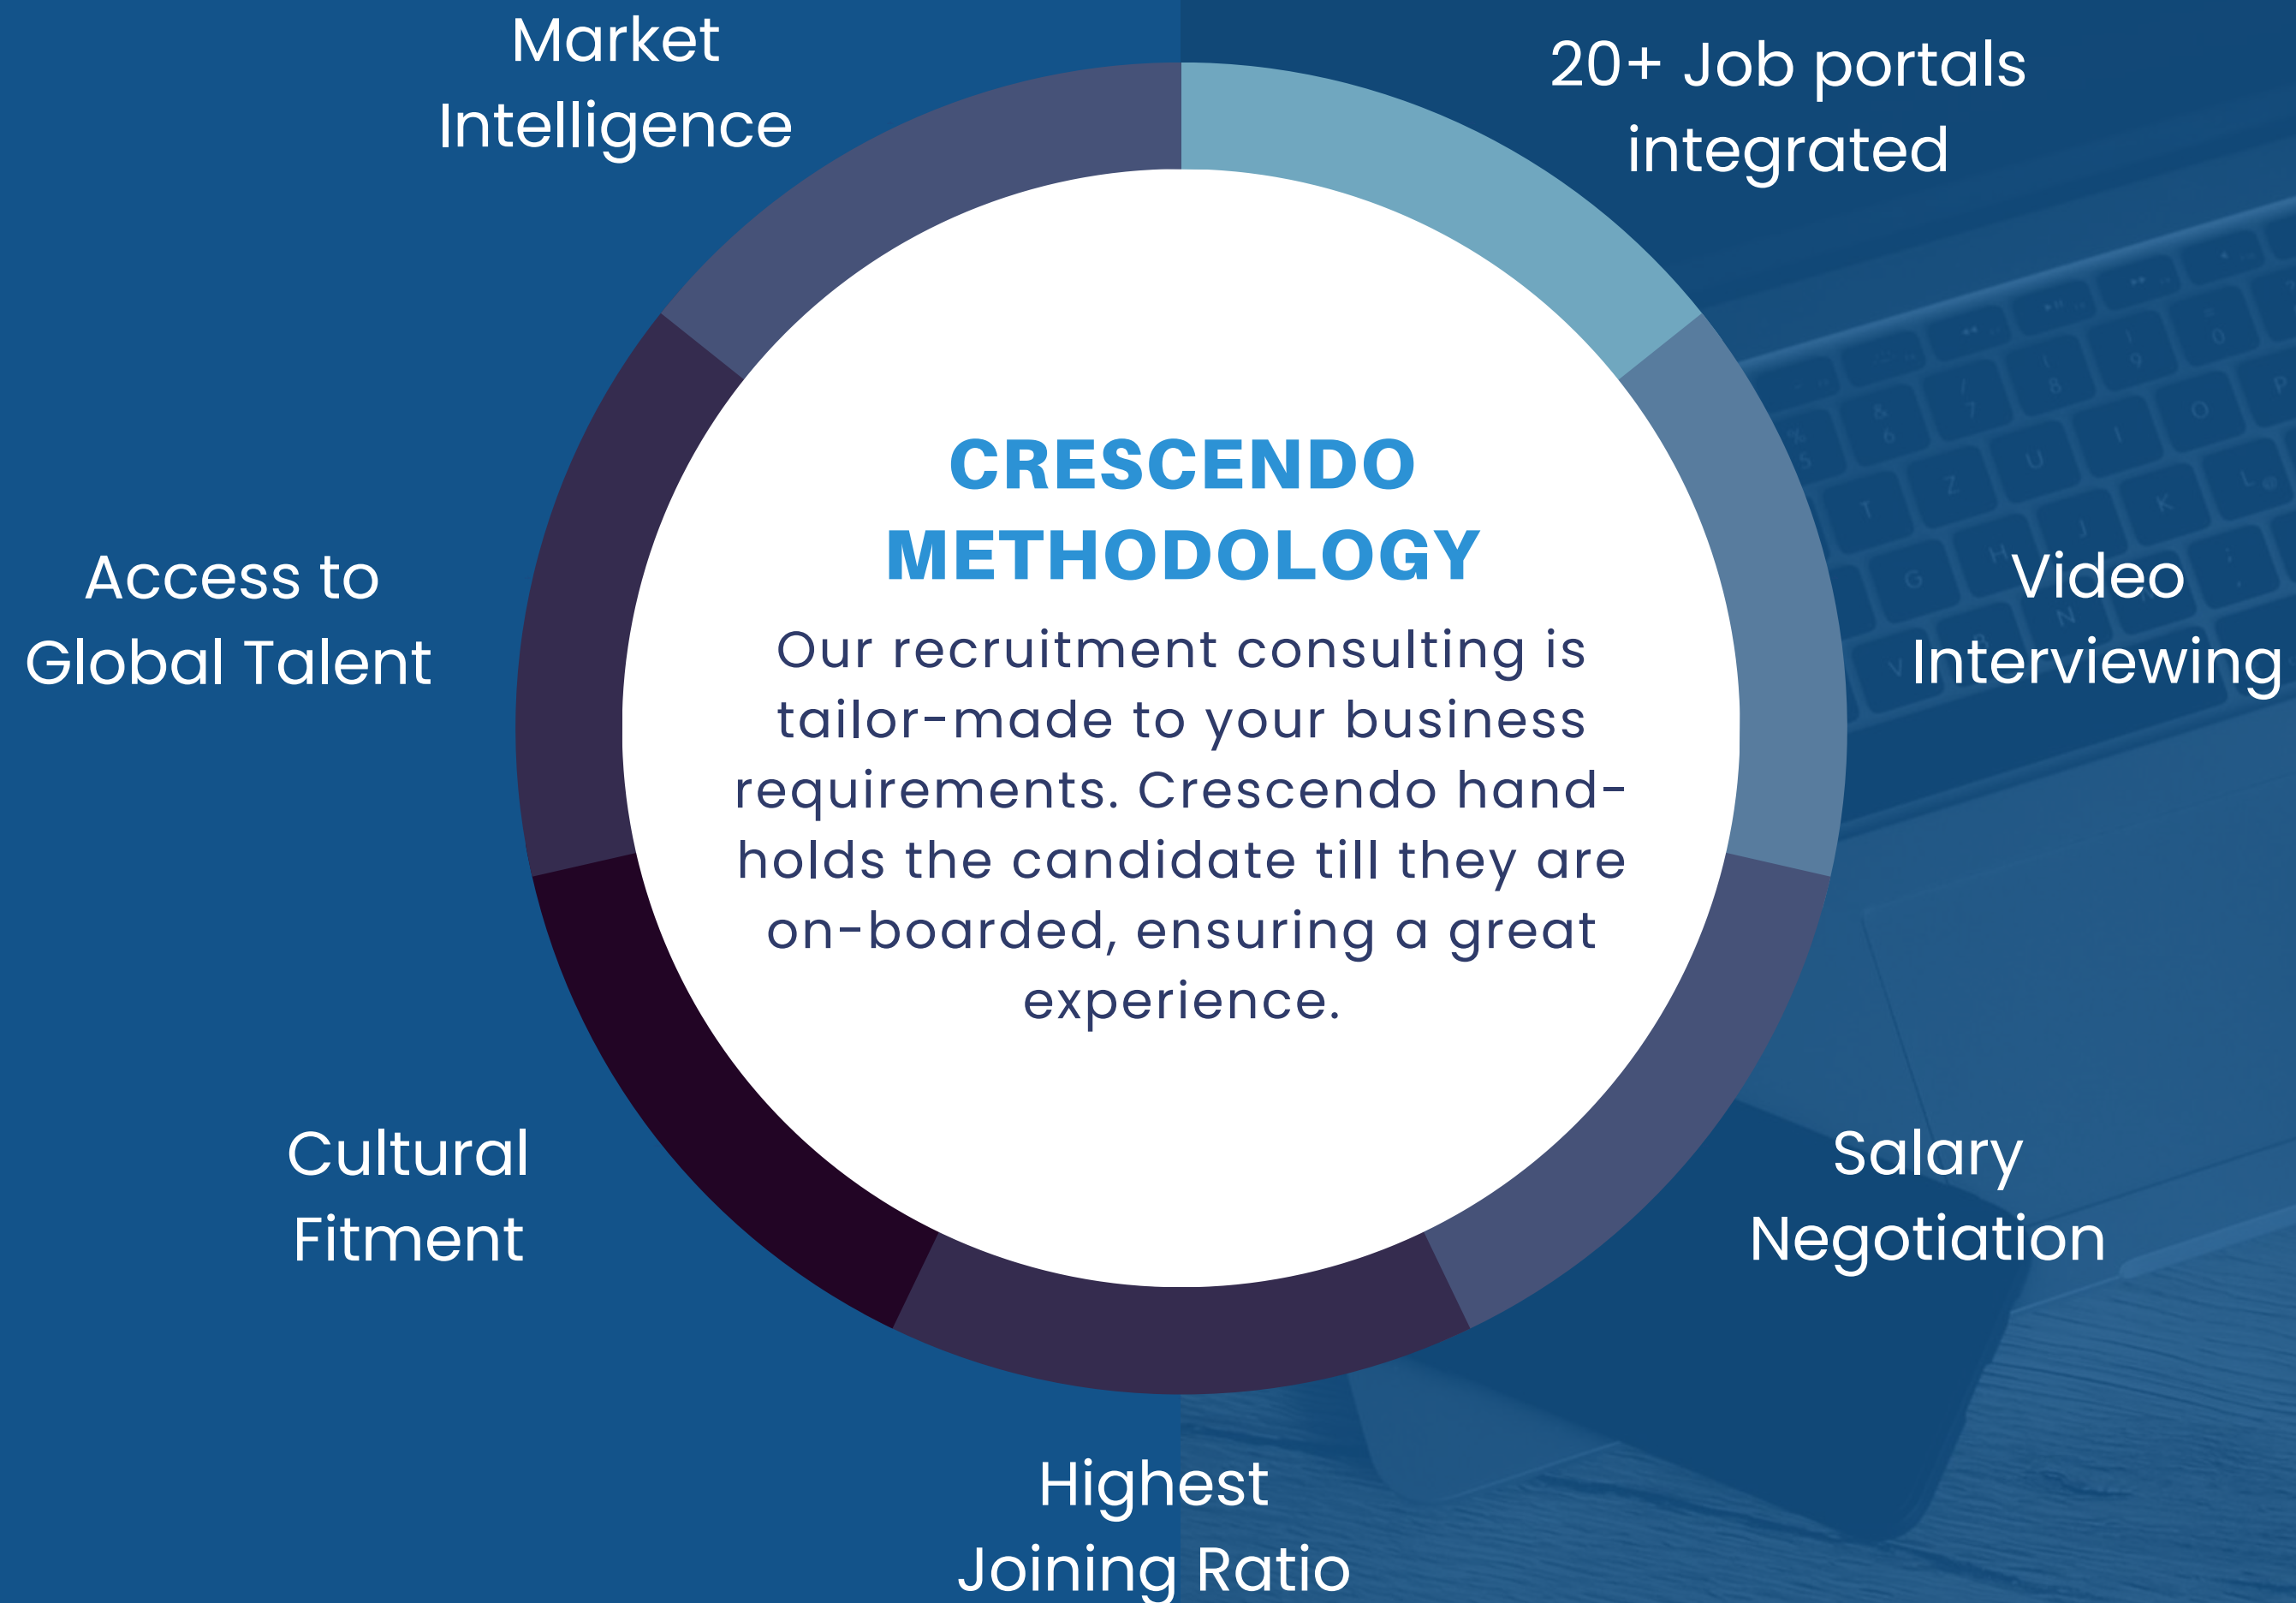 Market
Intelligence
20+ Job portals
integrated
CRESCENDO
METHODOLOGY
Our recruitment consulting is
tailor-made to your business
requirements. Crescendo hand-
holds the candidate till they are
on-boarded, ensuring a great
experience.
Access to
Global Talent
Video
Interviewing
Cultural
Fitment
Salary
Negotiation
Highest
Joining Ratio